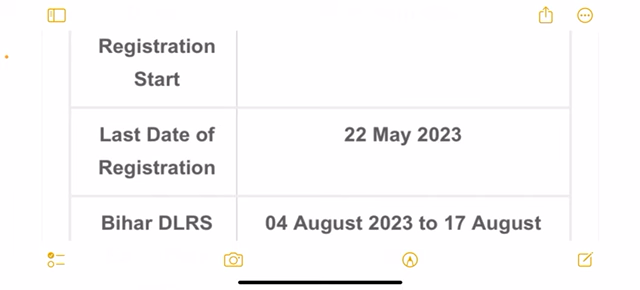 Registration
Start
Last Date of
Registration
22 May 2023
Bihar DLRS
04 August 2023 to 17 August